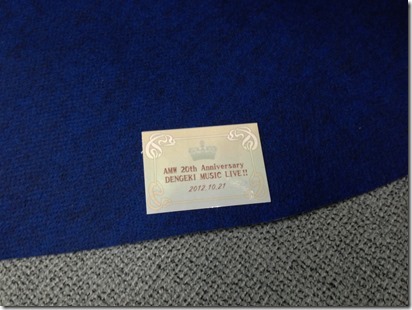 AMW 20th Anniversary
DENGEKI MUSIC LIVE!!
2012.10.21